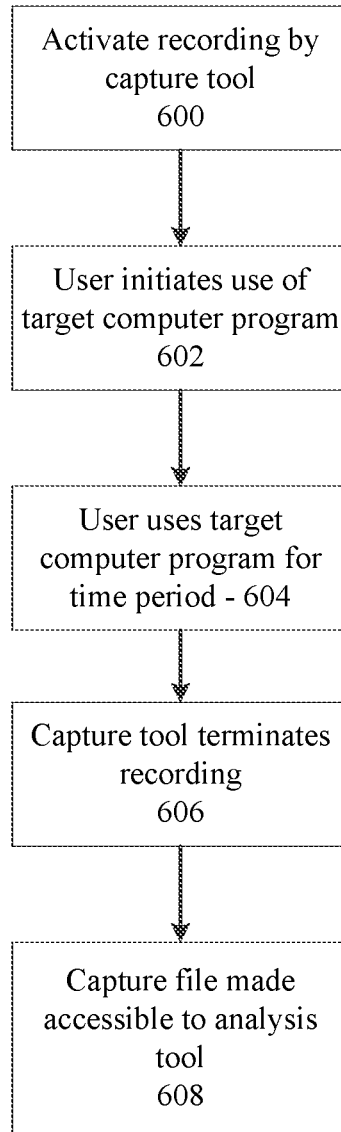 Activate recording by
capture tool
600
User initiates use of
target computer program
602
User uses target
computer program for
time period - 604
Capture tool terminates
recording
606
Capture file made
accessible to analysis
tool
608